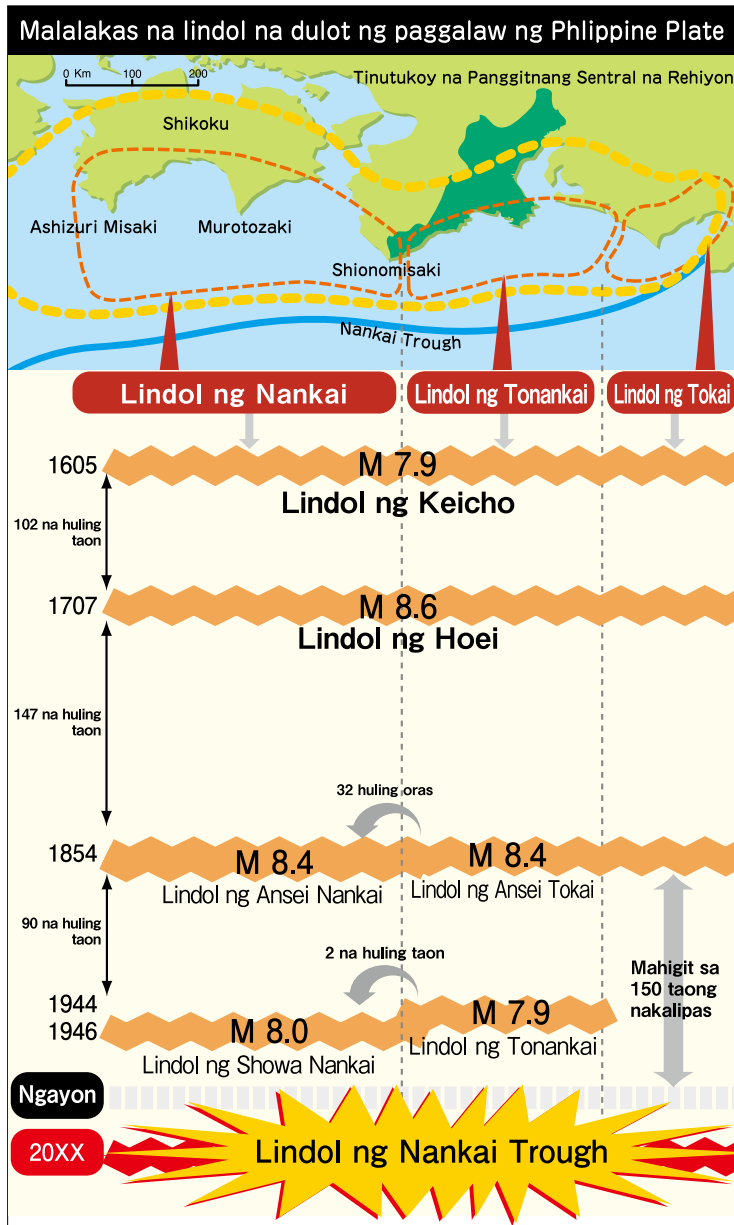 Malalakas na lindol na dulot ng paggalaw ng Phlippine Plate
0 Km 100 200
Tinutukoy na Panggitnang Sentral na Rehiyon
Shikoku
Ashizuri Misaki
Murotozaki
Shionomisaki
Nankai Trough
Lindol ng Nankai
Lindol ng Tonankai
Lindol ng Tokai
1605
M 7.9
Lindol ng Keicho
102 na huling
taon
1707
M 8.6
Lindol ng Hoei
147 na huling
taon
32 huling oras
1854
M 8.4
M 8.4
Lindol ng Ansei Nankai
Lindol ng Ansei Tokai
90 na huling
taon
2 na huling taon
Mahigit sa
150 taong
nakalipas
1944
1946
M 8.0
M 7.9
Lindol ng Showa Nankai
Lindol ng Tonankai
Ngayon
20XX
Lindol ng Nankai Trough